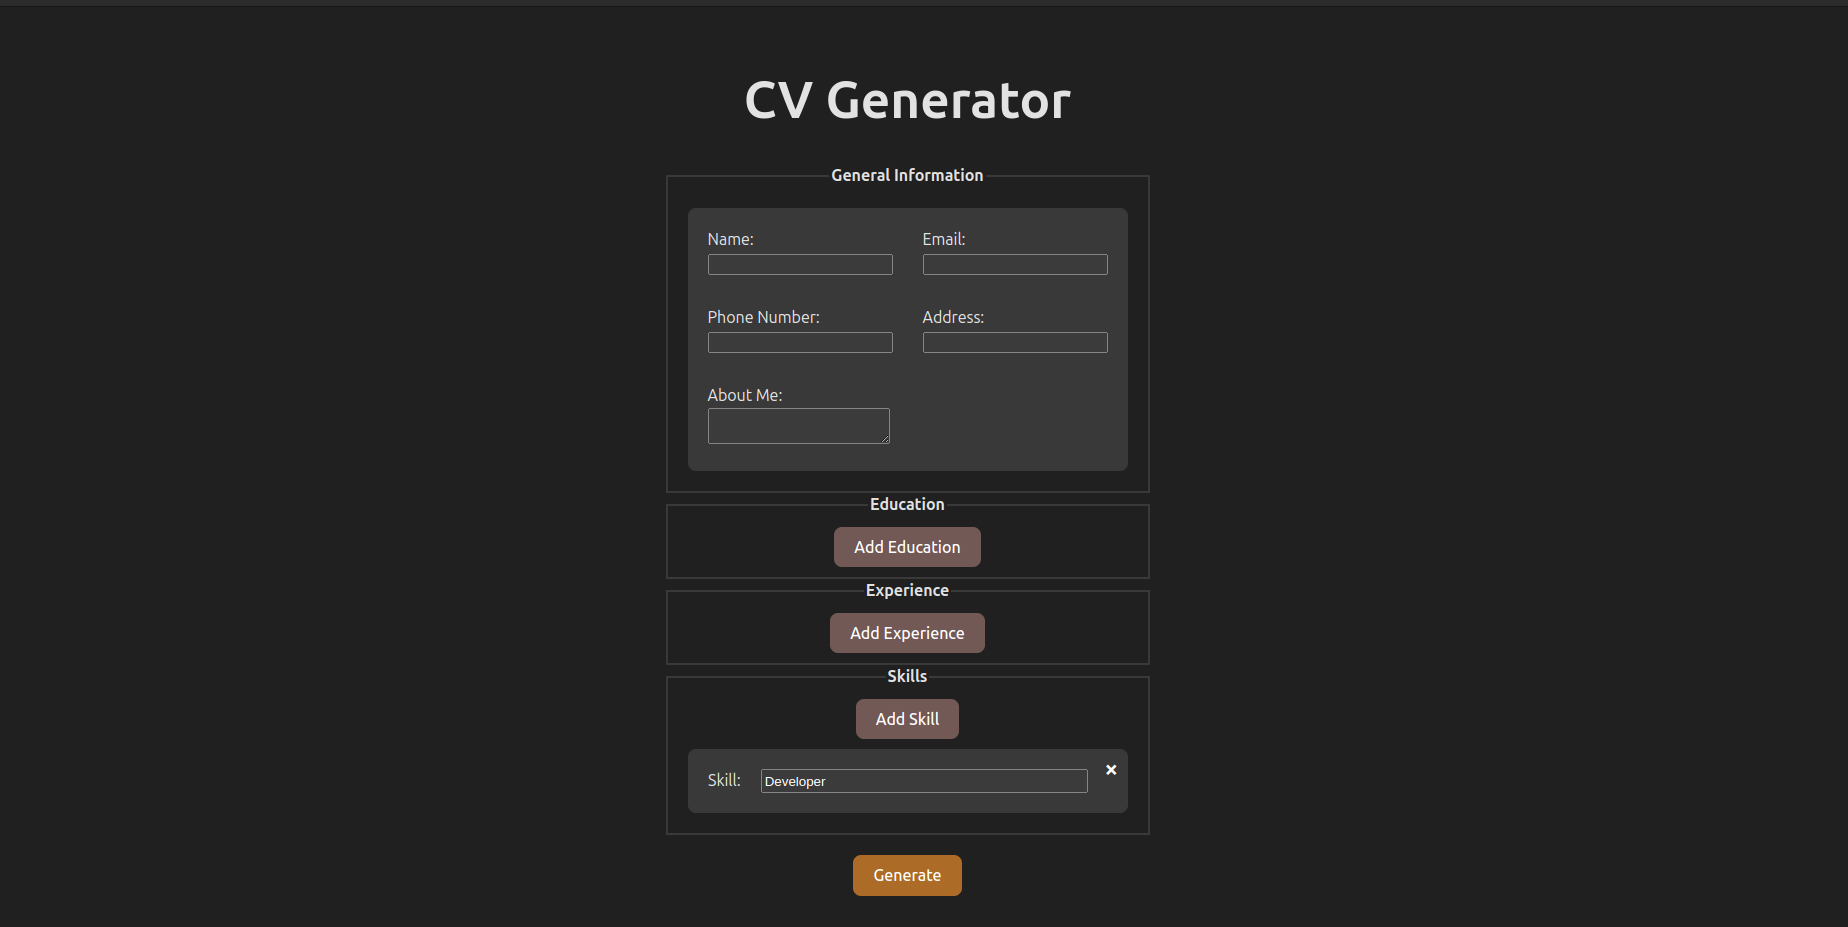 CV Generator
General Information
Name: Email:
Phone Number: Address:
About Me:
Education
Add Education
Experience
Add Experience
Skills
Add Skill
Skill: Developer ×
Generate